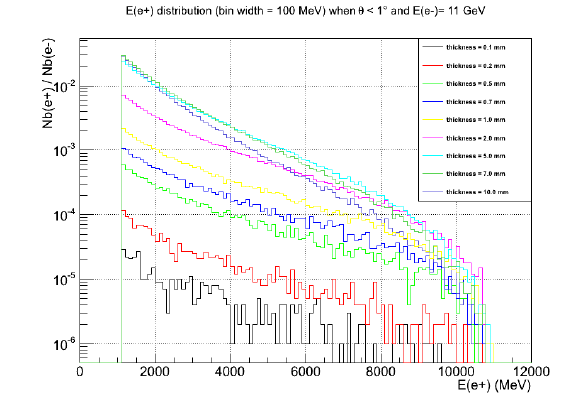 E(e+) distribution (bin width = 100 MeV) when θ < 1° and E(e-)= 11 GeV
Nb(e+) / Nb(e-)
thickness = 0.1 mm
thickness = 0.2 mm
thickness = 0.5 mm
thickness = 0.7 mm
thickness = 1.0 mm
thickness = 2.0 mm
thickness = 5.0 mm
thickness = 7.0 mm
thickness = 10.0 mm
10⁻²
10⁻³
10⁻⁴
10⁻⁵
10⁻⁶
0 2000 4000 6000 8000 10000 12000
E(e+) (MeV)